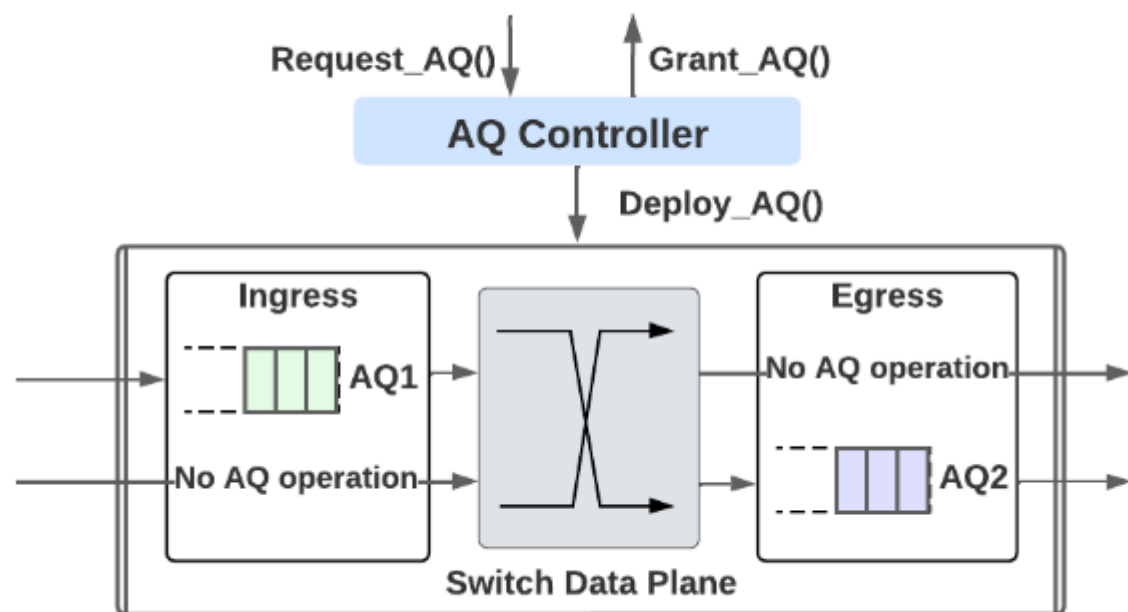 Request_AQ()
Grant_AQ()
AQ Controller
Deploy_AQ()
Ingress
Egress
AQ1
No AQ operation
No AQ operation
AQ2
Switch Data Plane